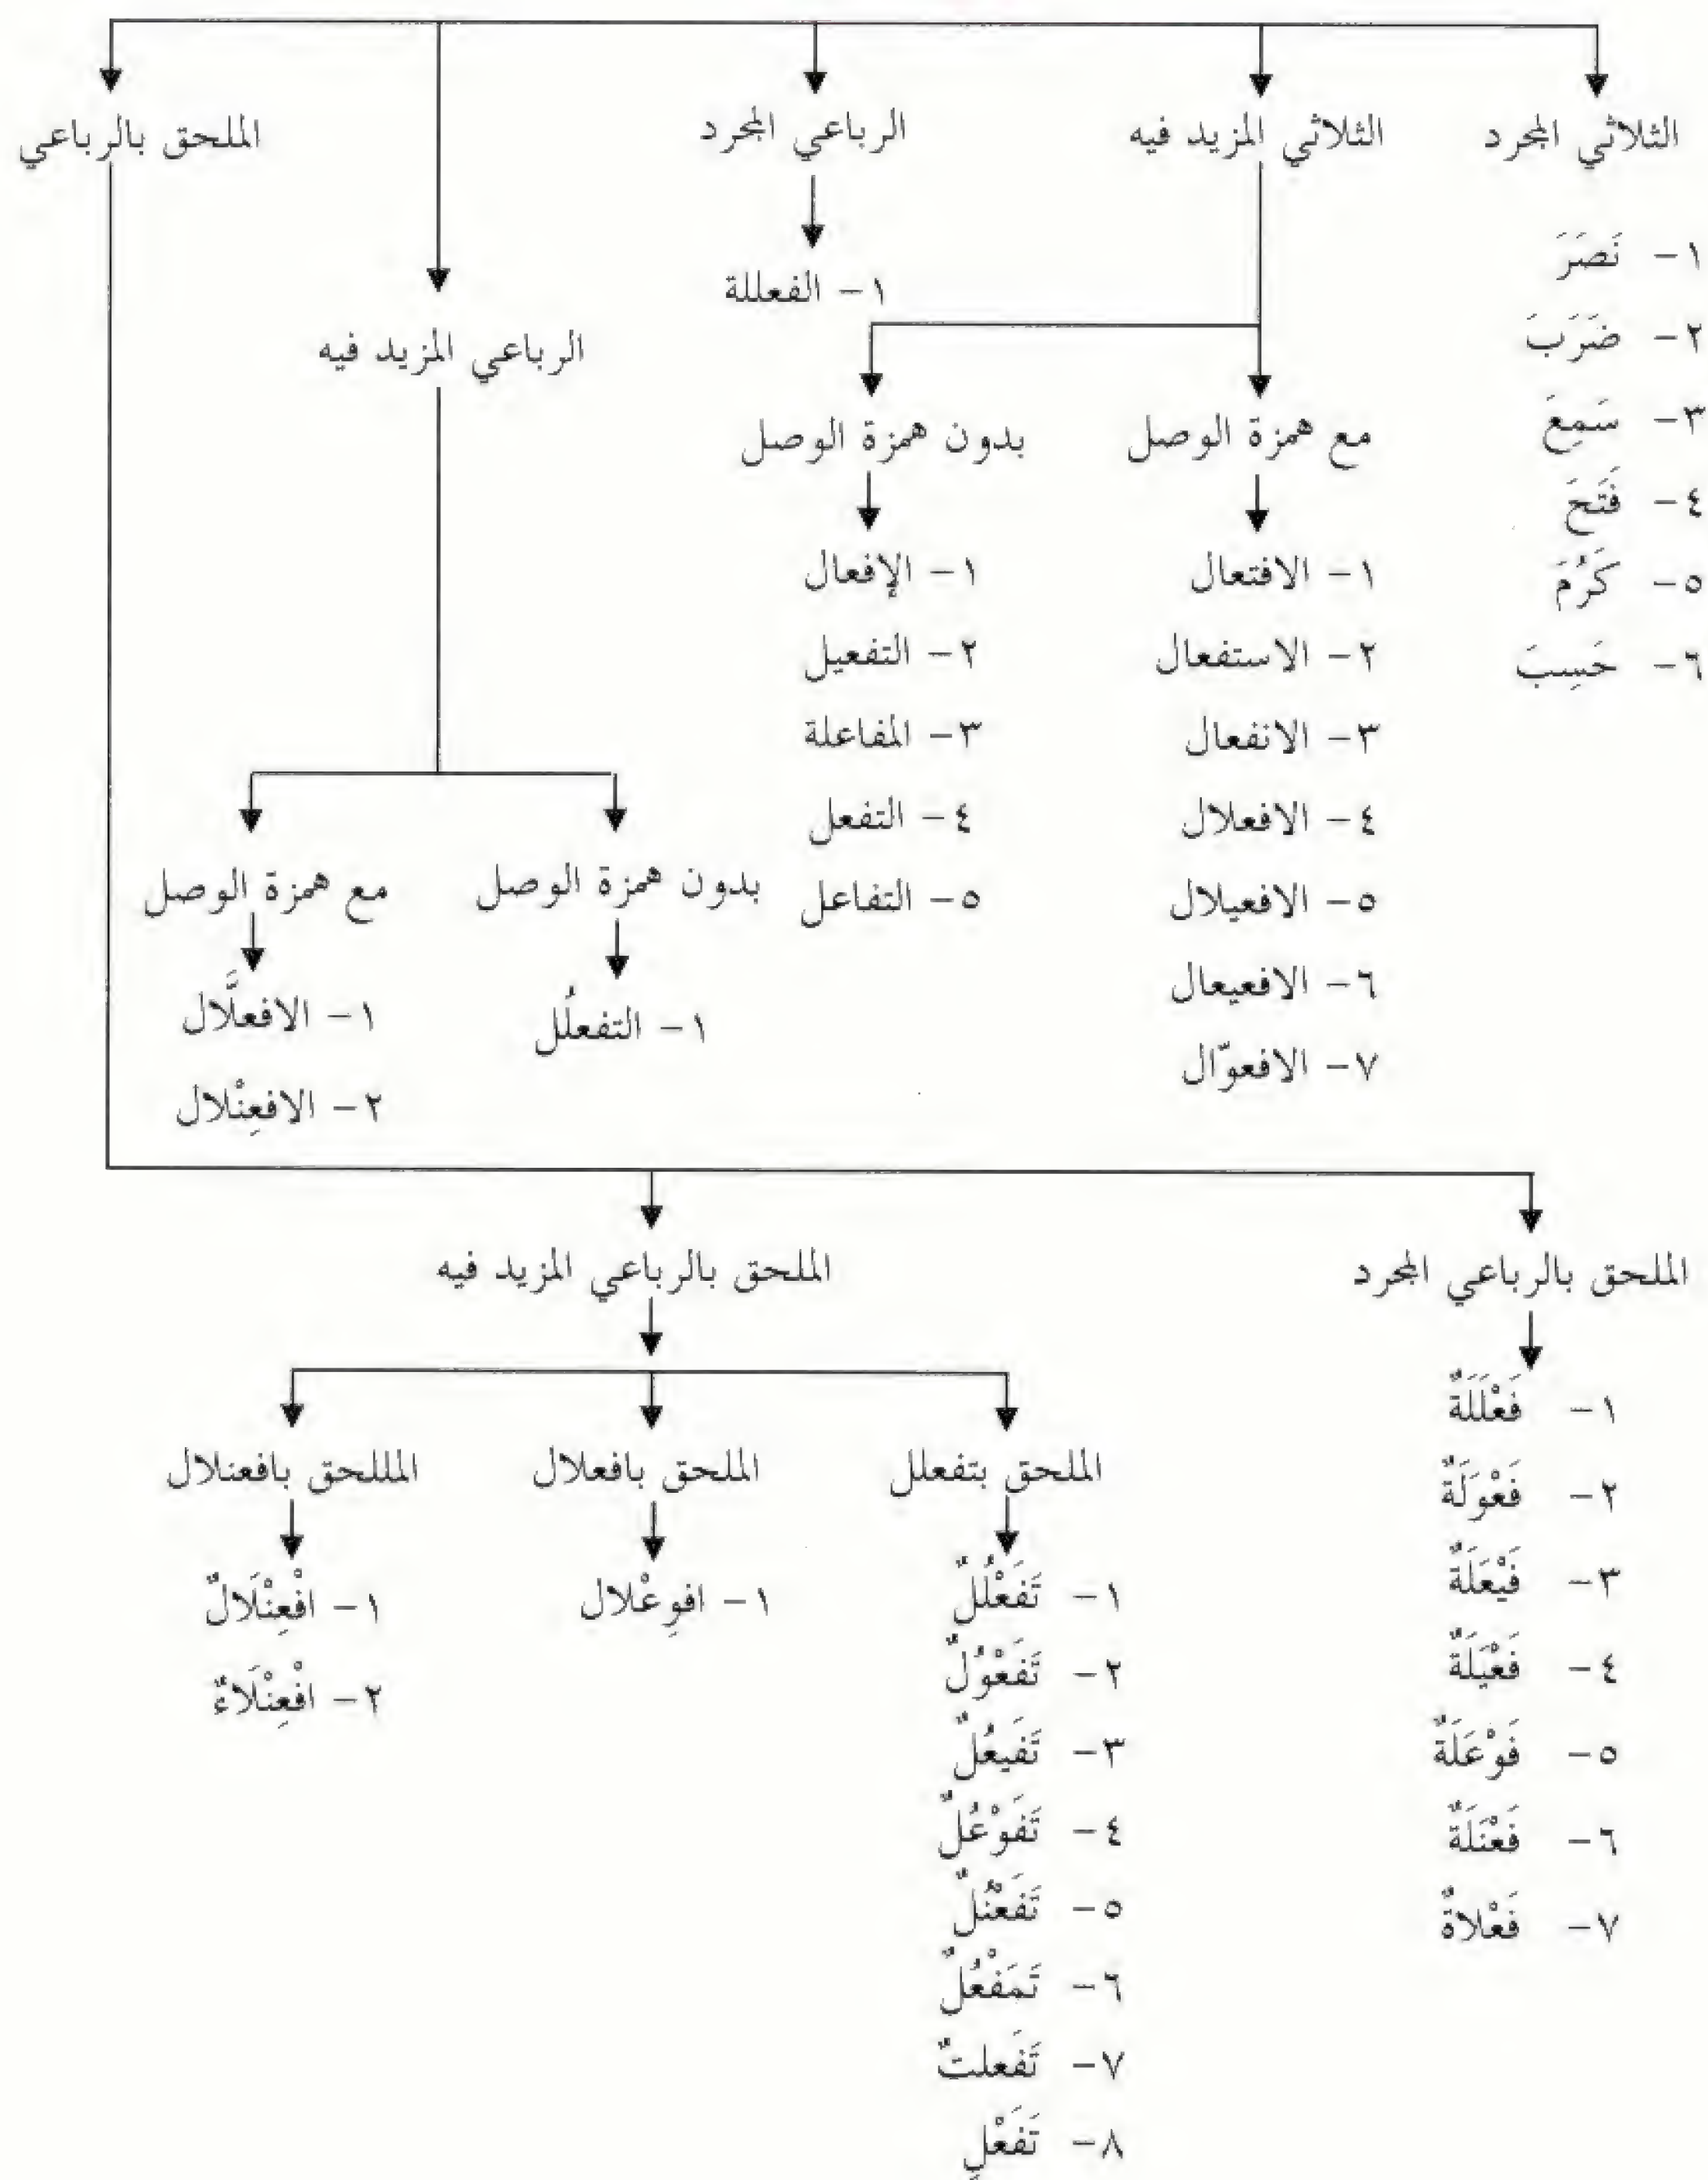 الثلاثي المجرد
١- نَصَرَ
٢- ضَرَبَ
٣- سَمِعَ
٤- فَتَحَ
٥- كَرُمَ
٦- حَسِبَ
الثلاثي المزيد فيه
مع همزة الوصل
١- الافتعال
٢- الاستفعال
٣- الانفعال
٤- الافعلال
٥- الافعيلال
٦- الافعيعال
٧- الافعوّال
بدون همزة الوصل
١- الإفعال
٢- التفعيل
٣- المفاعلة
٤- التفعل
٥- التفاعل
الرباعي المجرد
١- الفعللة
الرباعي المزيد فيه
بدون همزة الوصل
١- التفعلُل
مع همزة الوصل
١- الافعلَّال
٢- الافعِنْلال
الملحق بالرباعي
الملحق بالرباعي المجرد
١- فَعْلَلَةٌ
٢- فَعْوَلَةٌ
٣- فَيْعَلَةٌ
٤- فَعْيَلَةٌ
٥- فَوْعَلَةٌ
٦- فَعْنَلَةٌ
٧- فَعْلاةٌ
الملحق بالرباعي المزيد فيه
الملحق بتفعلل
١- تَفَعْلُلٌ
٢- تَفَعْوُلٌ
٣- تَفَيعُلٌ
٤- تَفَوْعُلٌ
٥- تَفَعْنُلٌ
٦- تَمَفْعُلٌ
٧- تَفَعلتٌ
٨- تَفَعْلٍ
الملحق بافعلال
١- افوِعْلال
المللحق بافعنلال
١- افْعِنْلَالٌ
٢- افْعِنْلَاءٌ